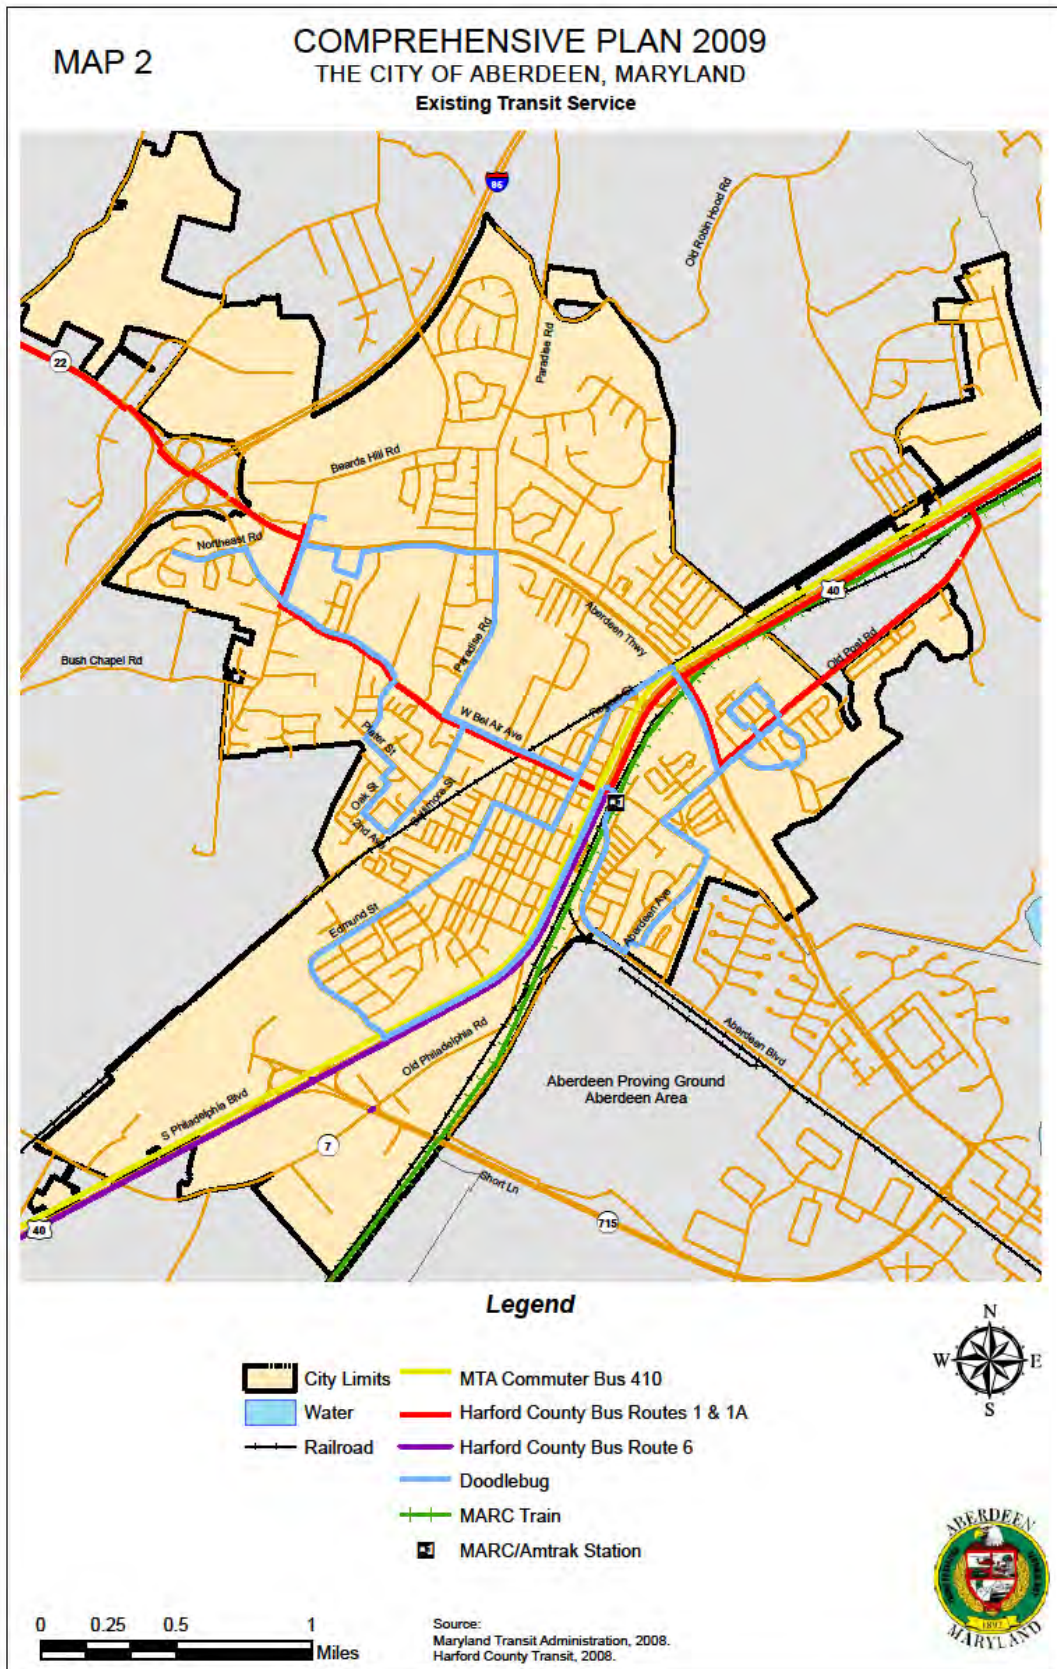 MAP 2
COMPREHENSIVE PLAN 2009
THE CITY OF ABERDEEN, MARYLAND
Existing Transit Service
Old Robin Hood Rd
Paradise Rd
22
Beards Hill Rd
Northeast Rd
40
Aberdeen Thwy
Paradise Rd
Old Post Rd
Bush Chapel Rd
W Bel Air Ave
Plater St
Oak St
2nd Ave
Edmund St
Aberdeen Ave
Aberdeen Blvd
Old Philadelphia Rd
Aberdeen Proving Ground
Aberdeen Area
S Philadelphia Blvd
7
Short Ln
715
40
Legend
City Limits
Water
Railroad
MTA Commuter Bus 410
Harford County Bus Routes 1 & 1A
Harford County Bus Route 6
Doodlebug
MARC Train
MARC/Amtrak Station
N
W
E
S
0 0.25 0.5 1
Miles
Source:
Maryland Transit Administration, 2008.
Harford County Transit, 2008.
ABERDEEN
1892
MARYLAND